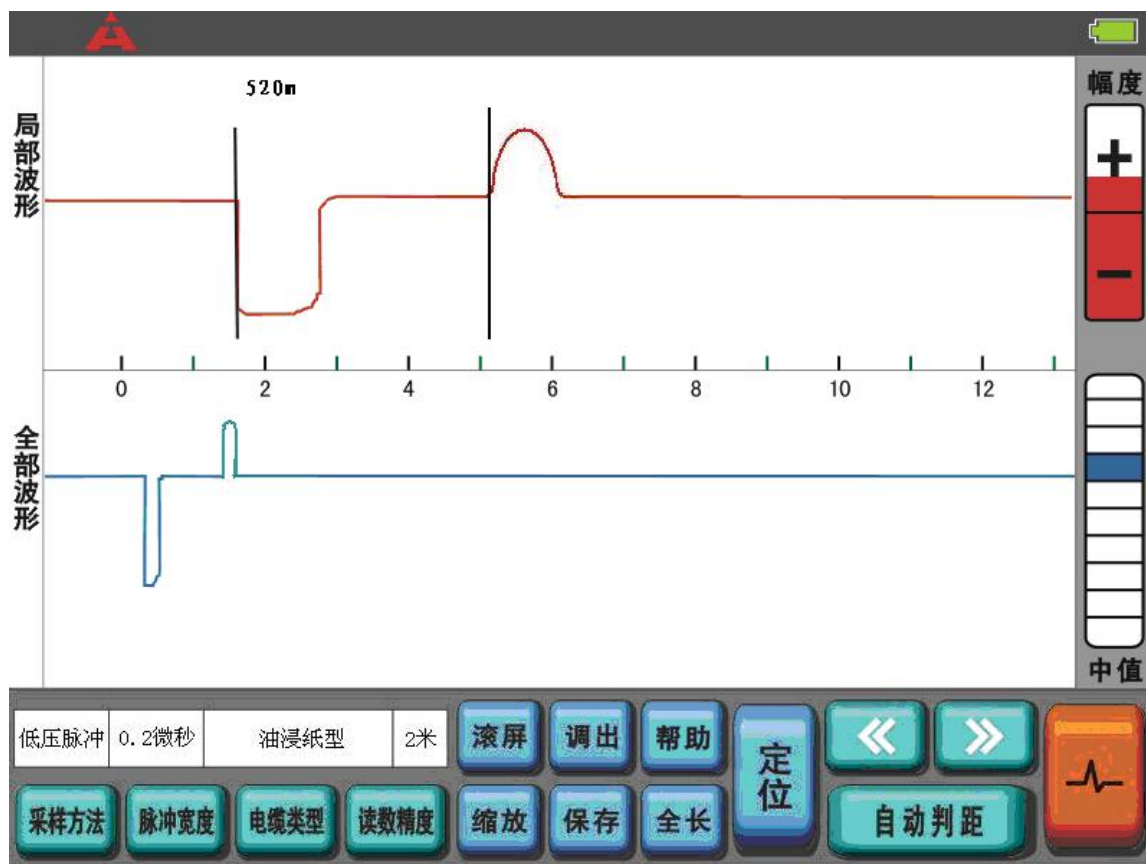 520m
幅度
+
−
局部波形
0 2 4 6 8 10 12
全部波形
中值
低压脉冲 0.2微秒 油浸纸型 2米
滚屏 调出 帮助
定位
采样方法 脉冲宽度 电缆类型 读数精度
缩放 保存 全长
自动判距